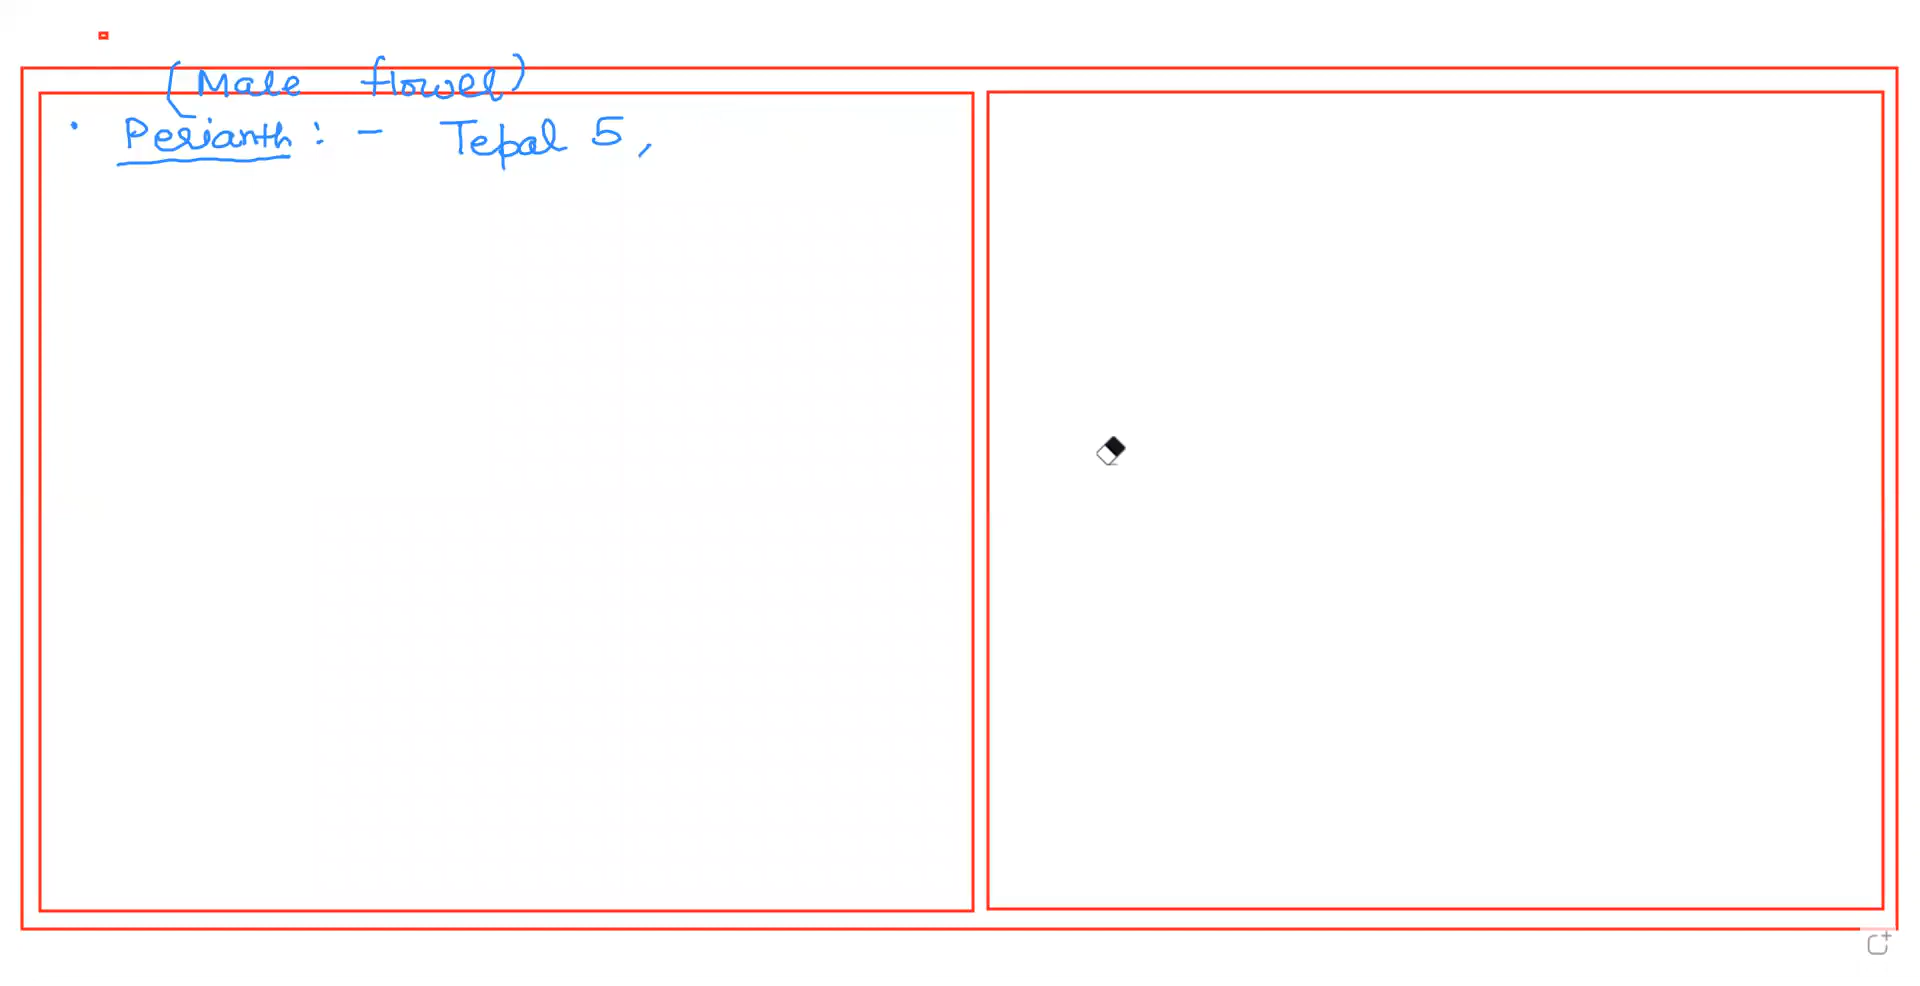 (Male flower)
• Perianth : - Tepal 5,